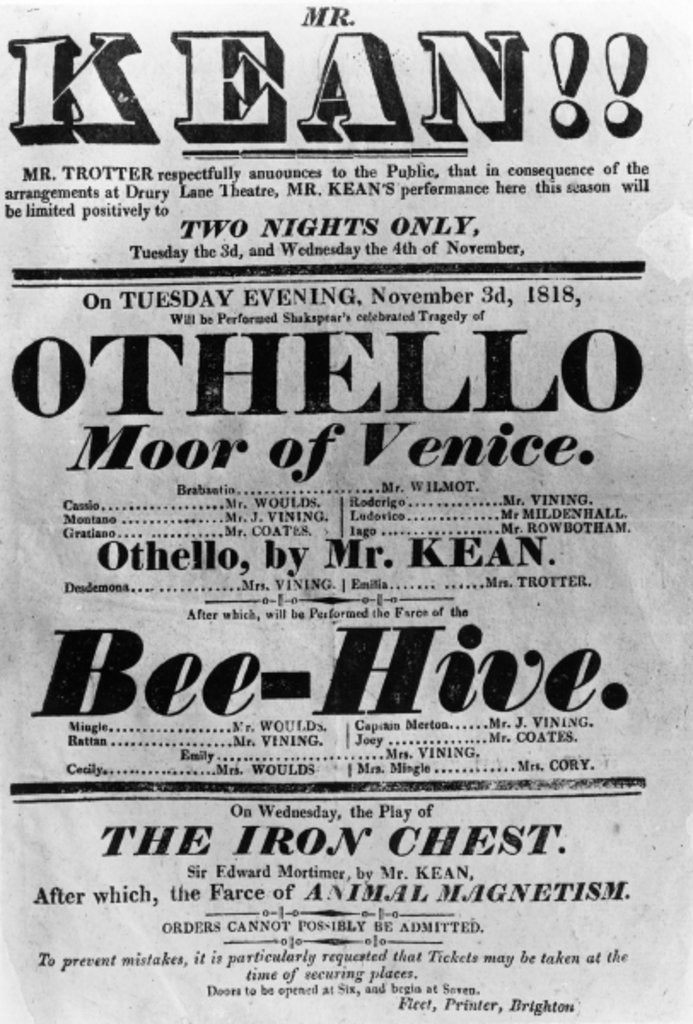 MR.
KEAN!!
MR. TROTTER respectfully anuounces to the Public, that in consequence of the
arrangements at Drury Lane Theatre, MR. KEAN'S performance here this season will
be limited positively to
TWO NIGHTS ONLY,
Tuesday the 3d, and Wednesday the 4th of November,
On TUESDAY EVENING, November 3d, 1818,
Will be Performed Shakspear's celebrated Tragedy of
OTHELLO
Moor of Venice.
Brabantio....................Mr. WILMOT.
Cassio..................Mr. WOULDS. | Roderigo................Mr. VINING.
Montano ...............Mr. J. VINING. | Ludovico.............Mr MILDENHALL.
Gratiano.... ............Mr. COATES. | Iago .................Mr. ROWBOTHAM.
Othello, by Mr. KEAN.
Desdemona... .............Mrs. VINING. | Emilia....... .......Mrs. TROTTER.
After which, will be Performed the Farce of the
Bee-Hive.
Mingle..................Mr. WOULDS. | Captain Merton......Mr. J. VINING.
Rattan ..................Mr. VINING. | Joey ...............Mr. COATES.
Emily .........................Mrs. VINING.
Cecily....................Mrs. WOULDS | Mrs. Mingle ............Mrs. CORY.
On Wednesday, the Play of
THE IRON CHEST.
Sir Edward Mortimer, by Mr. KEAN,
After which, the Farce of ANIMAL MAGNETISM.
ORDERS CANNOT POSSIBLY BE ADMITTED.
To prevent mistakes, it is particularly requested that Tickets may be taken at the
time of securing places.
Doors to be opened at Six, and begin at Seven.
Fleet, Printer, Brighton